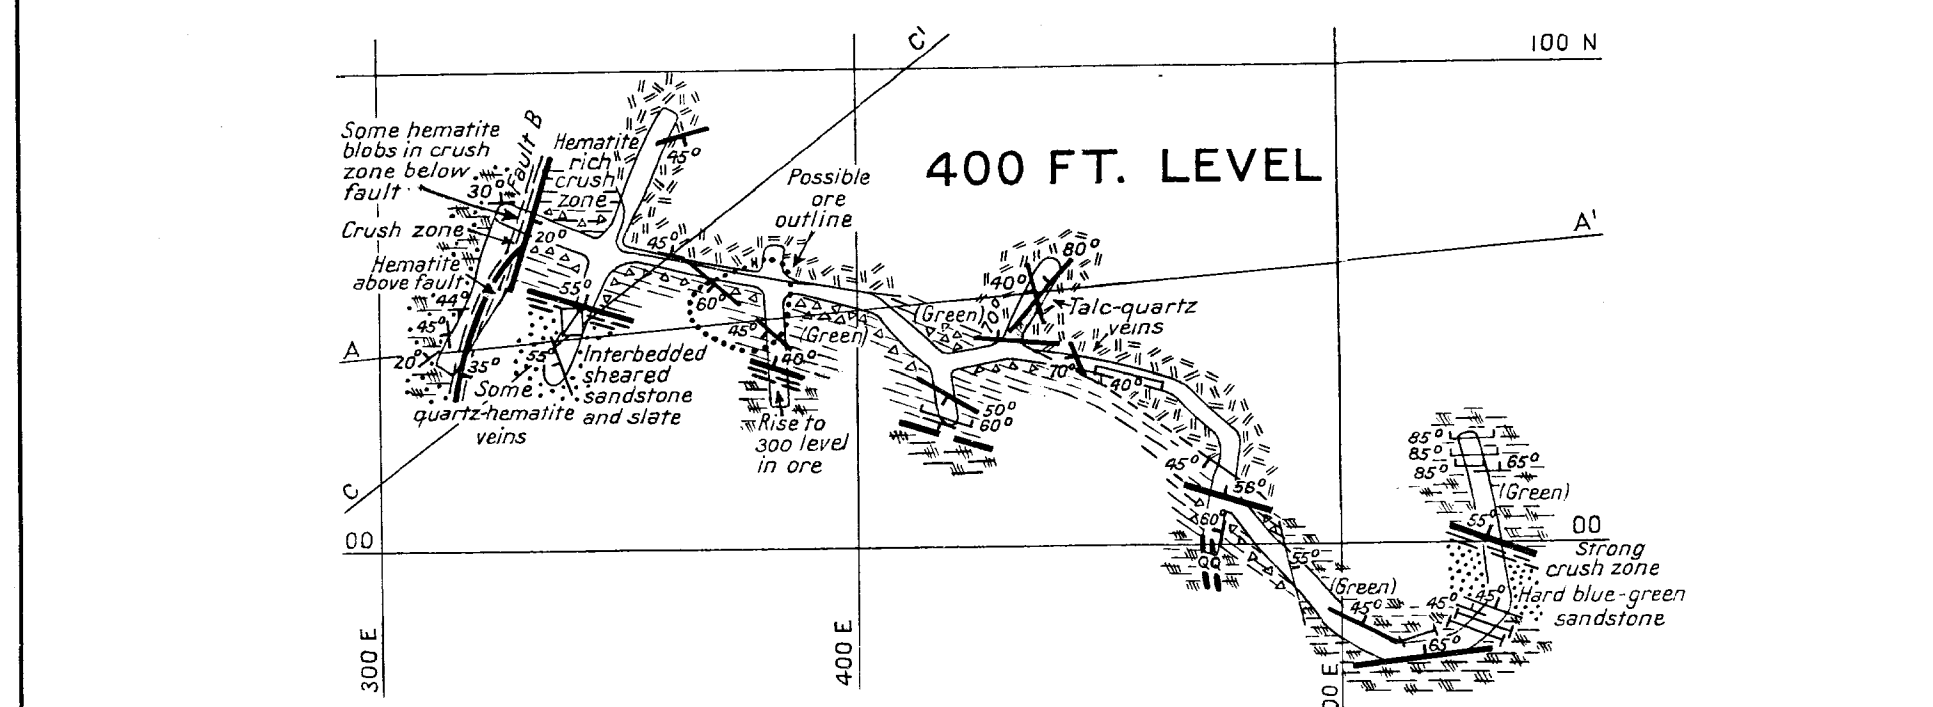 C'
100 N
400 FT. LEVEL
Some hematite
blobs in crush
zone below
fault
Fault B
Hematite
rich
crush
zone
45°
Possible
ore
outline
A'
30°
Crush zone
20°
45°
80°
Hematite
above fault
40°
Talc-quartz
veins
44°
55°
60°
(Green)
70°
45°
45°
(Green)
A
20°
35°
55°
Interbedded
sheared
sandstone
and slate
40°
70°
40°
Some
quartz-hematite
veins
Rise to
300 level
in ore
50°
60°
85°
85°
85°
65°
(Green)
C
45°
58°
60°
55°
00
00
Strong
crush zone
QQ
55°
(Green)
45°
45°
45°
Hard blue-green
sandstone
65°
300 E
400 E
00 E